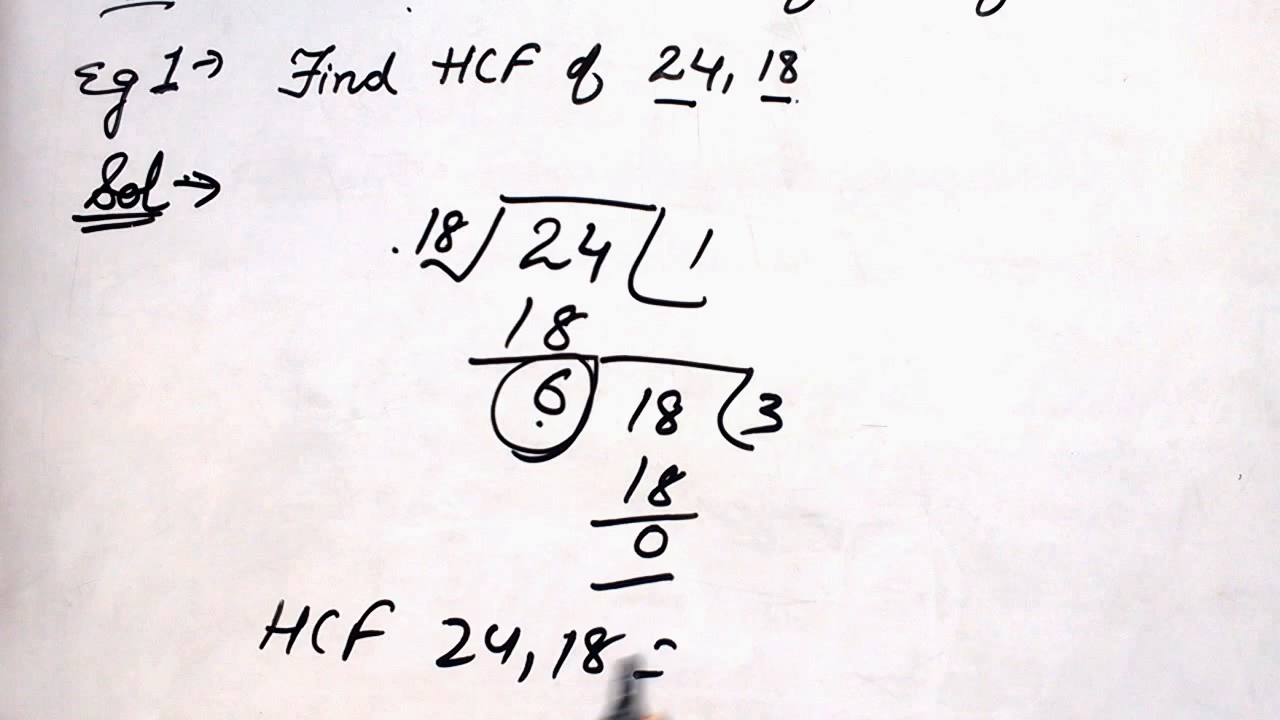 Eg 1→ Find HCF of 24, 18.
Sol →
.18 24 1
18
6 18 3
18
0
HCF 24, 18 =